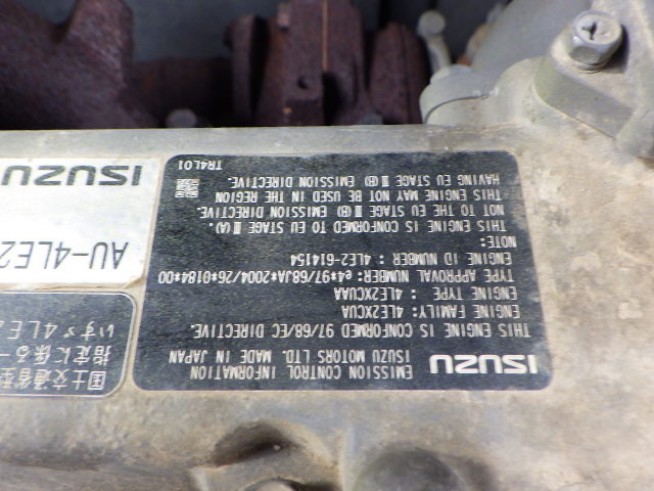 ISUZU
EMISSION CONTROL INFORMATION
ISUZU MOTORS LTD. MADE IN JAPAN
THIS ENGINE IS CONFORMED 97/68/EC DIRECTIVE.
ENGINE FAMILY: 4LE2XCUA
ENGINE TYPE : 4LE2XCUAA
TYPE APPROVAL NUMBER: e4*97/68JA*2004/26*0184*00
ENGINE ID NUMBER : 4LE2-614154
NOTE:
THIS ENGINE IS CONFORMED TO EU STAGE Ⅲ(A).
NOT TO THE EU STAGE Ⅲ(B) EMISSION DIRECTIVE.
THIS ENGINE MAY NOT BE USED IN THE REGION
HAVING EU STAGE Ⅲ(B) EMISSION DIRECTIVE.
TR4L01
国土交通省型
指定に係る一
いすゞ4LE2
AU-4LE2
ISUZU